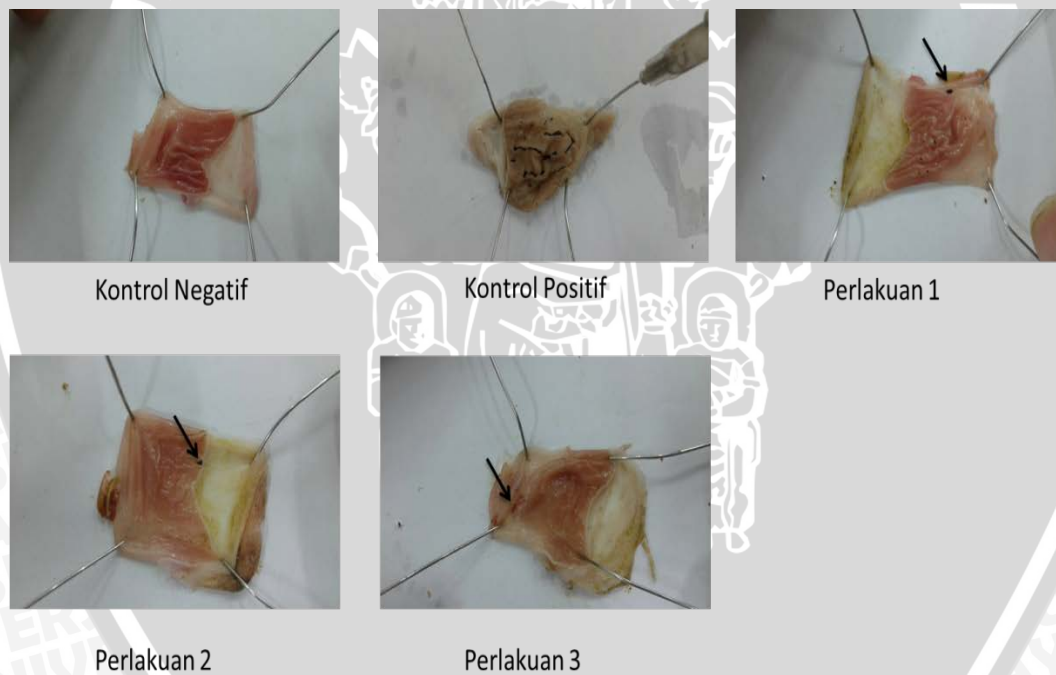 Kontrol Negatif
Kontrol Positif
Perlakuan 1
Perlakuan 2
Perlakuan 3